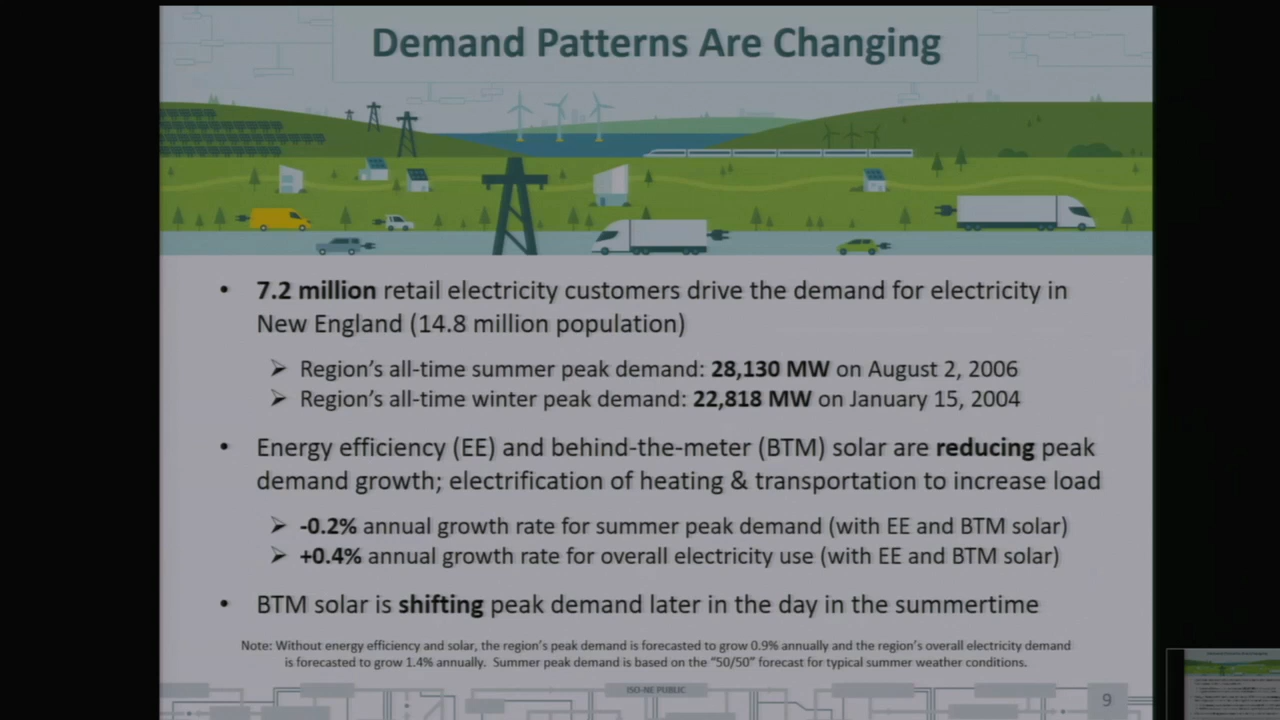 Demand Patterns Are Changing
• 7.2 million retail electricity customers drive the demand for electricity in
New England (14.8 million population)
➢ Region's all-time summer peak demand: 28,130 MW on August 2, 2006
➢ Region's all-time winter peak demand: 22,818 MW on January 15, 2004
• Energy efficiency (EE) and behind-the-meter (BTM) solar are reducing peak
demand growth; electrification of heating & transportation to increase load
➢ -0.2% annual growth rate for summer peak demand (with EE and BTM solar)
➢ +0.4% annual growth rate for overall electricity use (with EE and BTM solar)
• BTM solar is shifting peak demand later in the day in the summertime
Note: Without energy efficiency and solar, the region's peak demand is forecasted to grow 0.9% annually and the region's overall electricity demand
is forecasted to grow 1.4% annually. Summer peak demand is based on the "50/50" forecast for typical summer weather conditions.
ISO-NE PUBLIC
9